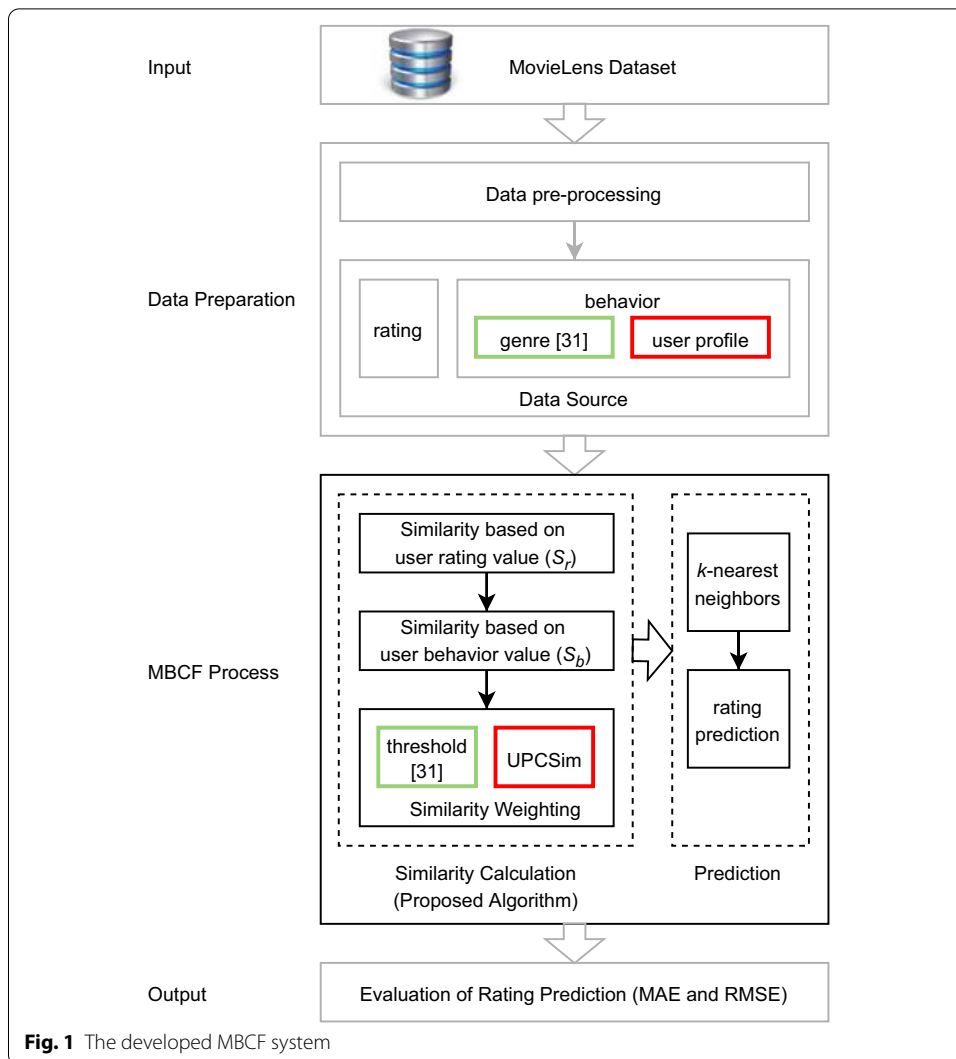 Input
MovieLens Dataset
Data Preparation
Data pre-processing
rating
behavior
genre [31]
user profile
Data Source
MBCF Process
Similarity based on
user rating value (Sr)
Similarity based on
user behavior value (Sb)
threshold
[31]
UPCSim
Similarity Weighting
Similarity Calculation
(Proposed Algorithm)
k-nearest
neighbors
rating
prediction
Prediction
Output
Evaluation of Rating Prediction (MAE and RMSE)
Fig. 1 The developed MBCF system